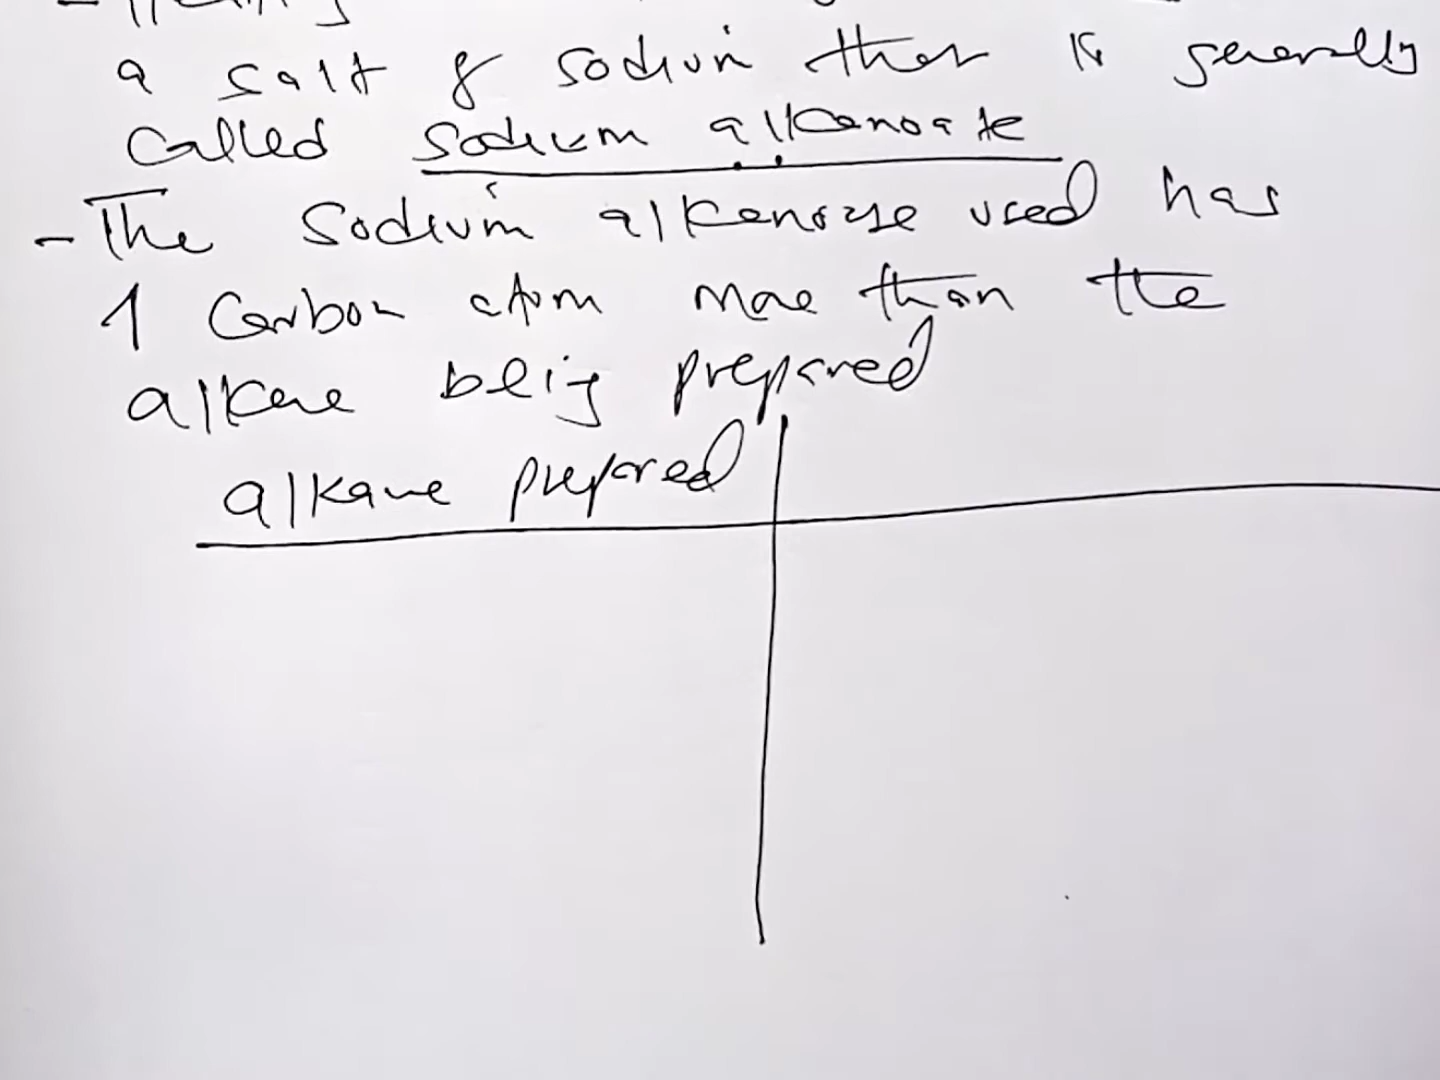 a salt of sodium that is generally
called sodium alkanoate
- The sodium alkanoate used has
1 Carbon atom more than the
alkane being prepared
alkane prepared